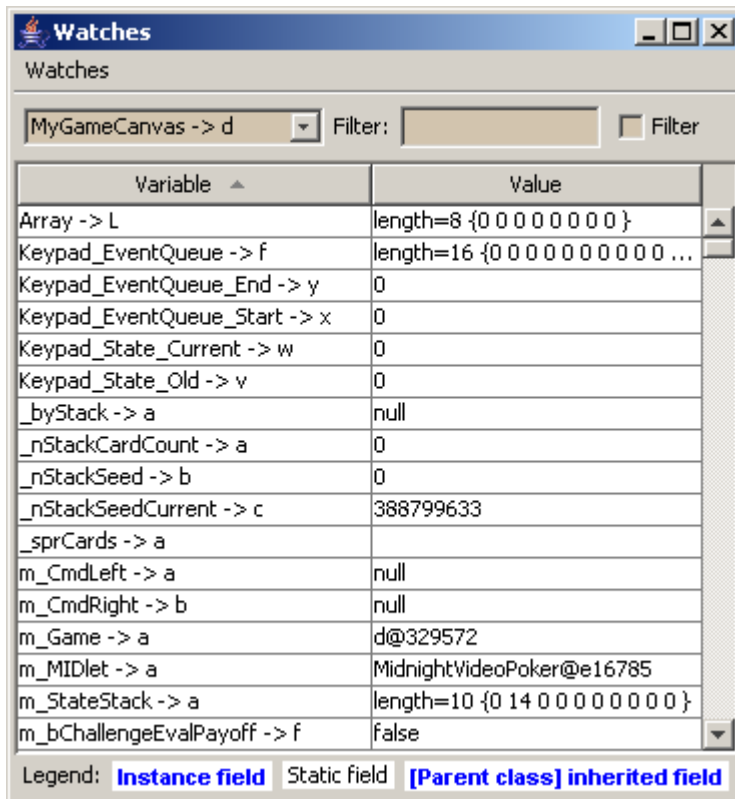 Watches
Watches
MyGameCanvas -> d Filter: Filter
Variable Value
Array -> L length=8 {0 0 0 0 0 0 0 0 }
Keypad_EventQueue -> f length=16 {0 0 0 0 0 0 0 0 0 0 0 ...
Keypad_EventQueue_End -> y 0
Keypad_EventQueue_Start -> x 0
Keypad_State_Current -> w 0
Keypad_State_Old -> v 0
_byStack -> a null
_nStackCardCount -> a 0
_nStackSeed -> b 0
_nStackSeedCurrent -> c 388799633
_sprCards -> a
m_CmdLeft -> a null
m_CmdRight -> b null
m_Game -> a d@329572
m_MIDlet -> a MidnightVideoPoker@e16785
m_StateStack -> a length=10 {0 14 0 0 0 0 0 0 0 0 }
m_bChallengeEvalPayoff -> f false
Legend: Instance field Static field [Parent class] inherited field